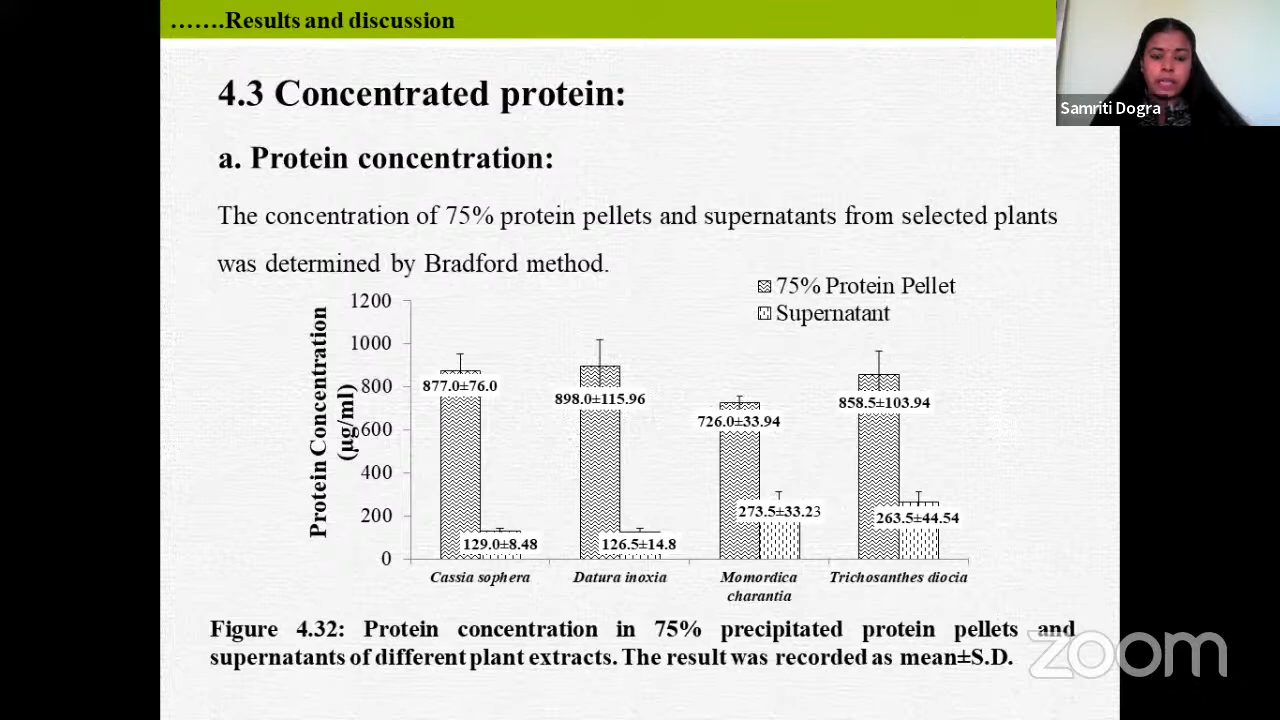 …….Results and discussion
Samriti Dogra
4.3 Concentrated protein:
a. Protein concentration:
The concentration of 75% protein pellets and supernatants from selected plants
was determined by Bradford method.
75% Protein Pellet
Supernatant
Protein Concentration
(µg/ml)
1200
1000
800
600
400
200
0
877.0±76.0
129.0±8.48
898.0±115.96
126.5±14.8
726.0±33.94
273.5±33.23
858.5±103.94
263.5±44.54
Cassia sophera
Datura inoxia
Momordica
charantia
Trichosanthes diocia
Figure 4.32: Protein concentration in 75% precipitated protein pellets and
supernatants of different plant extracts. The result was recorded as mean±S.D.
zoom